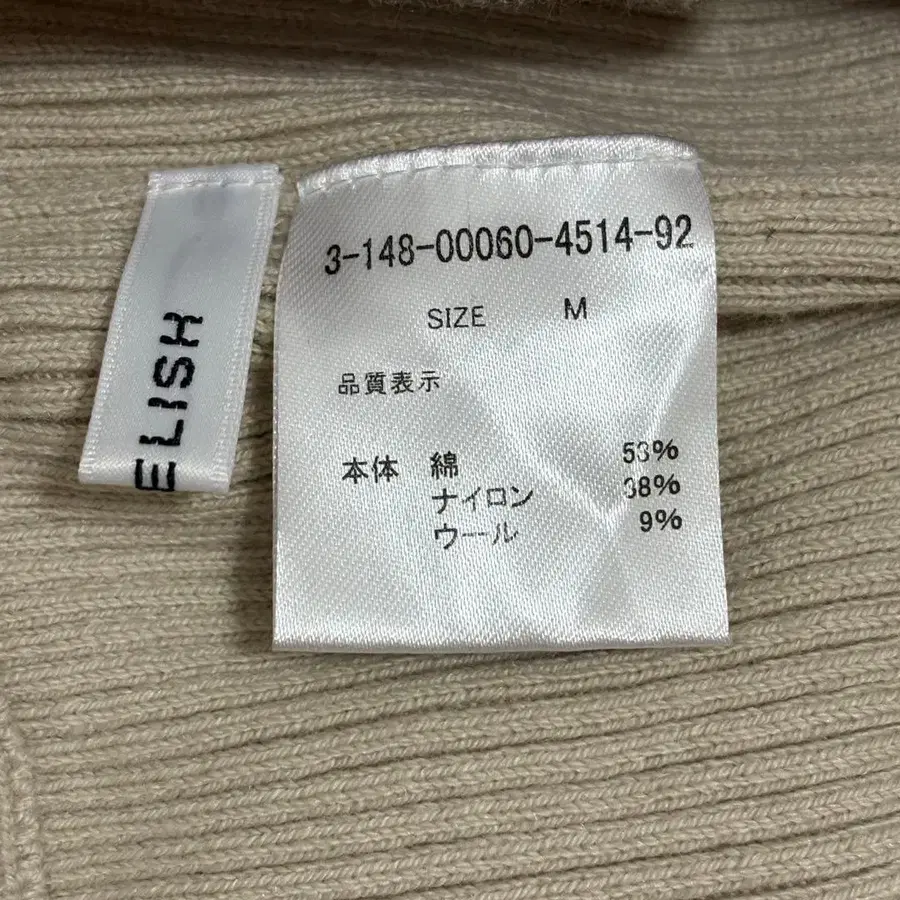 ELISH
3-148-00060-4514-92
SIZE M
品質表示
本体 綿 53%
ナイロン 38%
ウール 9%